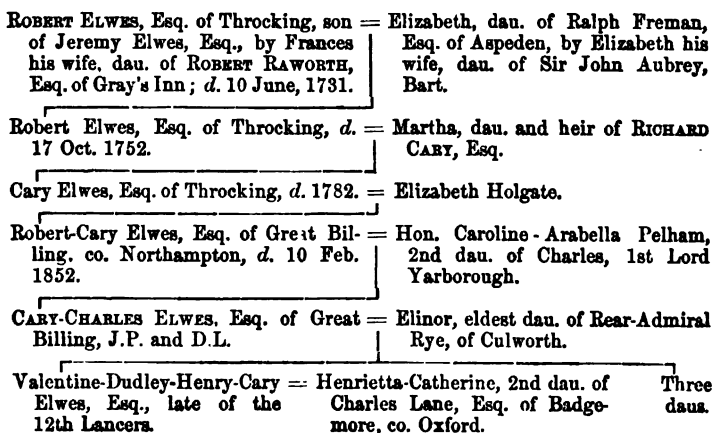 ROBERT ELWES, Esq. of Throcking, son
of Jeremy Elwes, Esq., by Frances
his wife, dau. of ROBERT RAWORTH,
Esq. of Gray's Inn; d. 10 June, 1731.
= Elizabeth, dau. of Ralph Freman,
Esq. of Aspeden, by Elizabeth his
wife, dau. of Sir John Aubrey,
Bart.
Robert Elwes, Esq. of Throcking, d.
17 Oct. 1752.
= Martha, dau. and heir of RICHARD
CARY, Esq.
Cary Elwes, Esq. of Throcking, d. 1782. = Elizabeth Holgate.
Robert-Cary Elwes, Esq. of Great Bil-
ling, co. Northampton, d. 10 Feb.
1852.
= Hon. Caroline-Arabella Pelham,
2nd dau. of Charles, 1st Lord
Yarborough.
CARY-CHARLES ELWES, Esq. of Great
Billing, J.P. and D.L.
= Elinor, eldest dau. of Rear-Admiral
Rye, of Culworth.
Valentine-Dudley-Henry-Cary
Elwes, Esq., late of the
12th Lancers.
= Henrietta-Catherine, 2nd dau. of
Charles Lane, Esq. of Badge-
more, co. Oxford.
Three
daus.